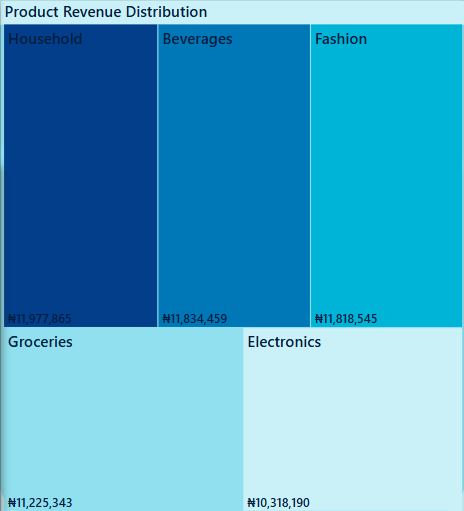 Product Revenue Distribution
Household
Beverages
Fashion
₦11,977,865
₦11,834,459
₦11,818,545
Groceries
Electronics
₦11,225,343
₦10,318,190